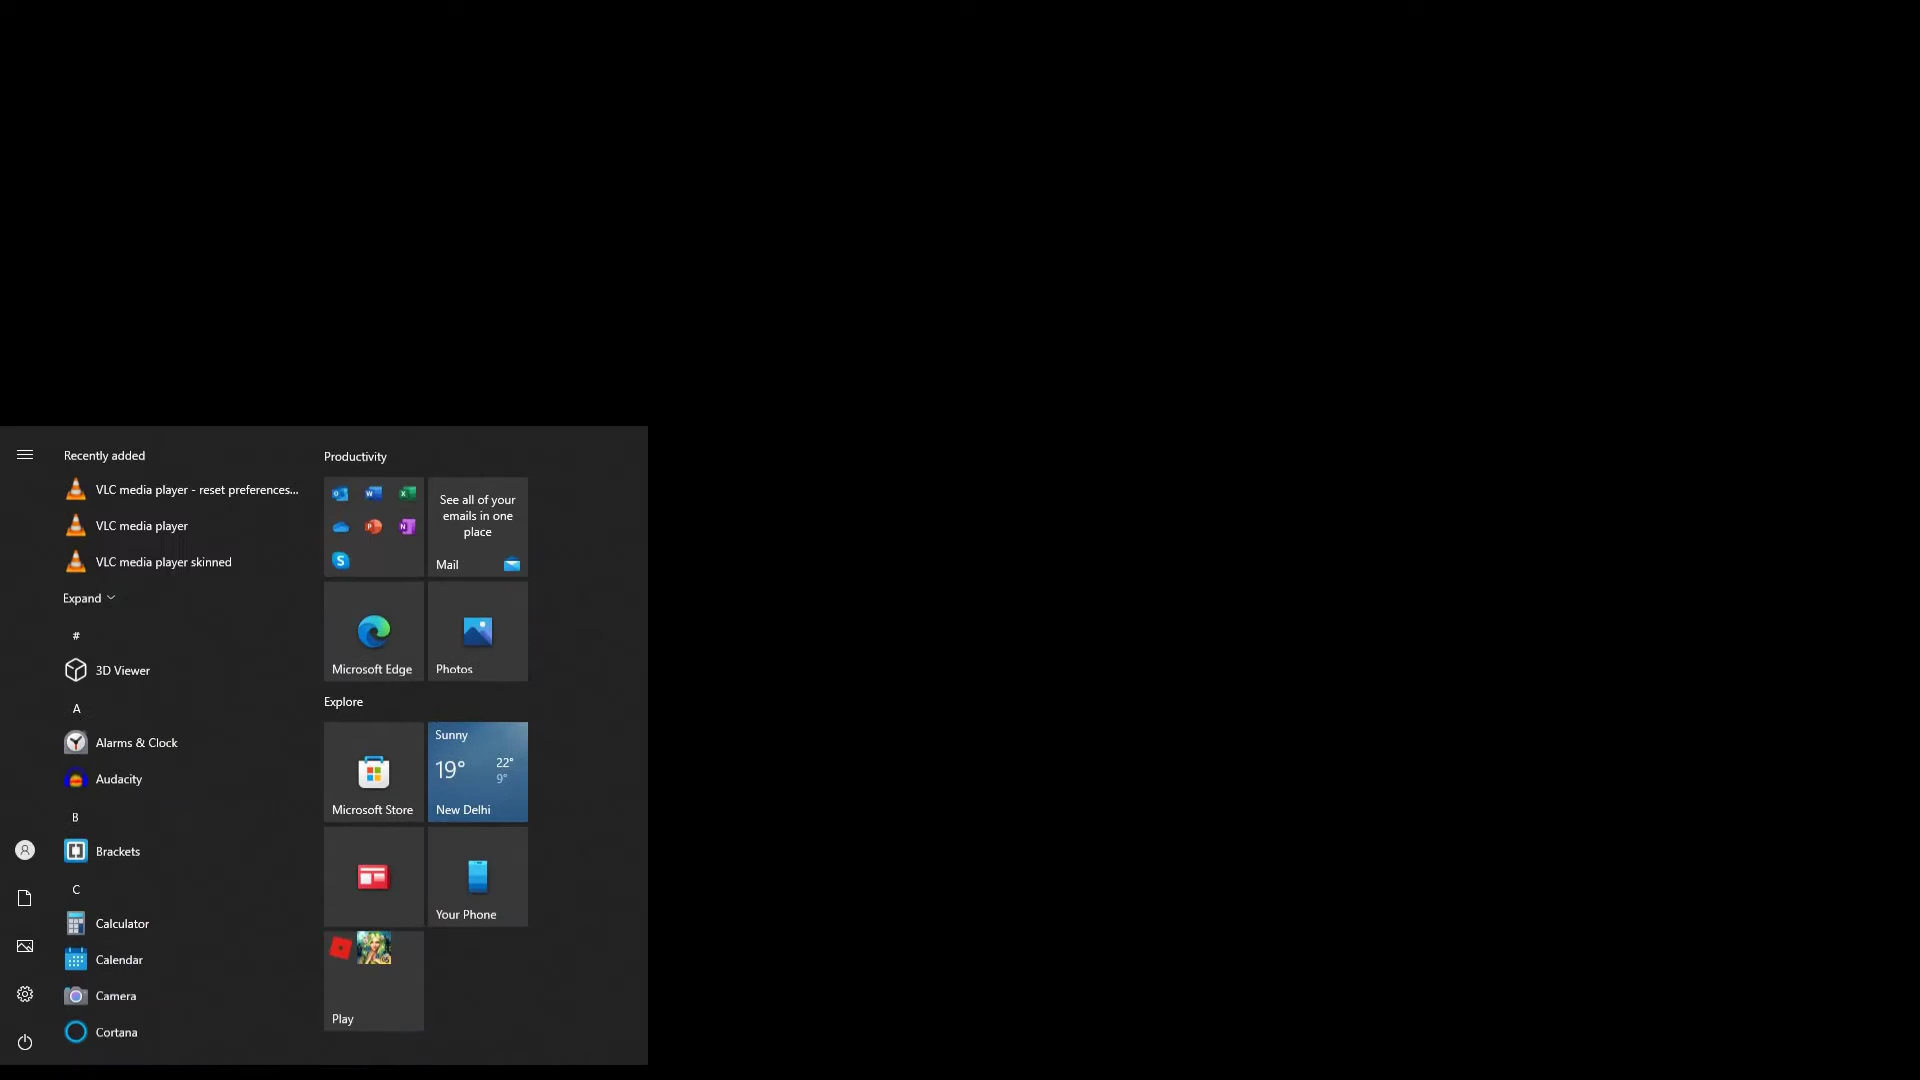 Recently added
VLC media player - reset preferences...
VLC media player
VLC media player skinned
Expand
#
3D Viewer
A
Alarms & Clock
Audacity
B
Brackets
C
Calculator
Calendar
Camera
Cortana
Productivity
See all of your
emails in one
place
Mail
Microsoft Edge
Photos
Explore
Microsoft Store
Sunny
19°
22°
9°
New Delhi
Your Phone
Play